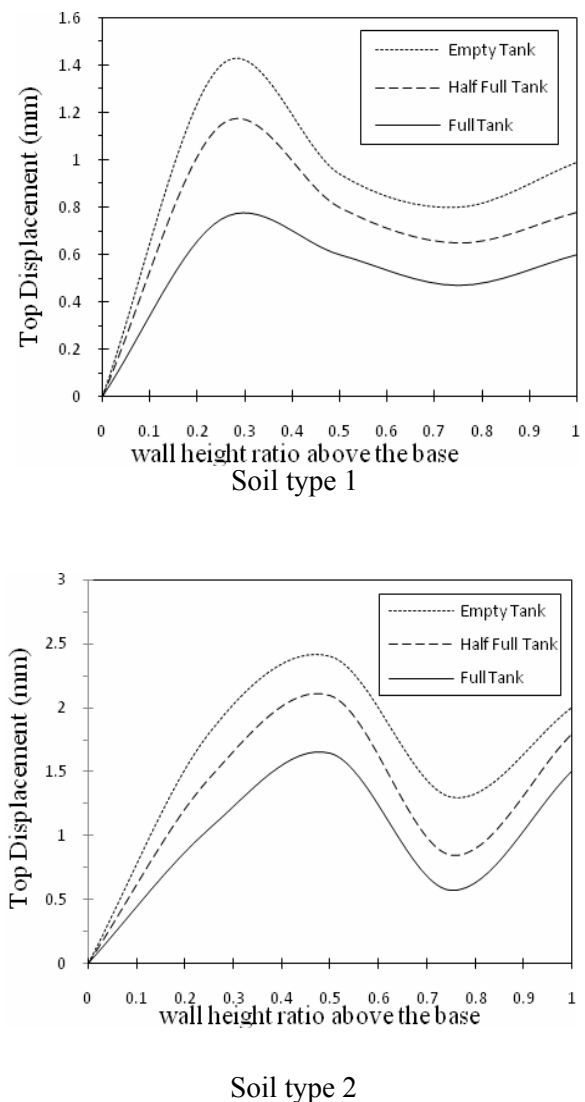 1.6
1.4
1.2
1
0.8
0.6
0.4
0.2
0
Top Displacement (mm)
Empty Tank
Half Full Tank
Full Tank
0 0.1 0.2 0.3 0.4 0.5 0.6 0.7 0.8 0.9 1
wall height ratio above the base
Soil type 1
3
2.5
2
1.5
1
0.5
0
Top Displacement (mm)
Empty Tank
Half Full Tank
Full Tank
0 0.1 0.2 0.3 0.4 0.5 0.6 0.7 0.8 0.9 1
wall height ratio above the base
Soil type 2